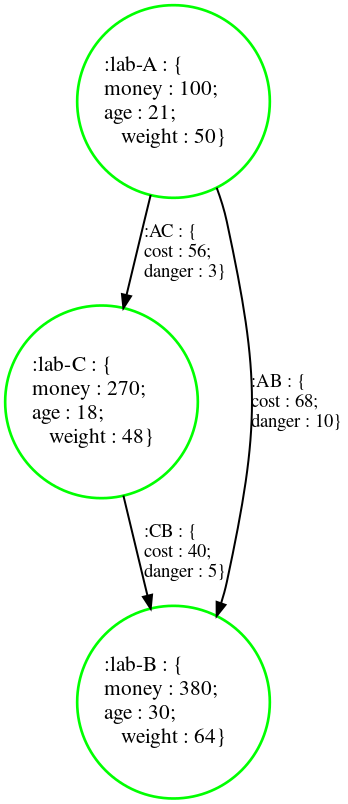 :lab-A : {
money : 100;
age : 21;
weight : 50}
:AC : {
cost : 56;
danger : 3}
:lab-C : {
money : 270;
age : 18;
weight : 48}
:AB : {
cost : 68;
danger : 10}
:CB : {
cost : 40;
danger : 5}
:lab-B : {
money : 380;
age : 30;
weight : 64}